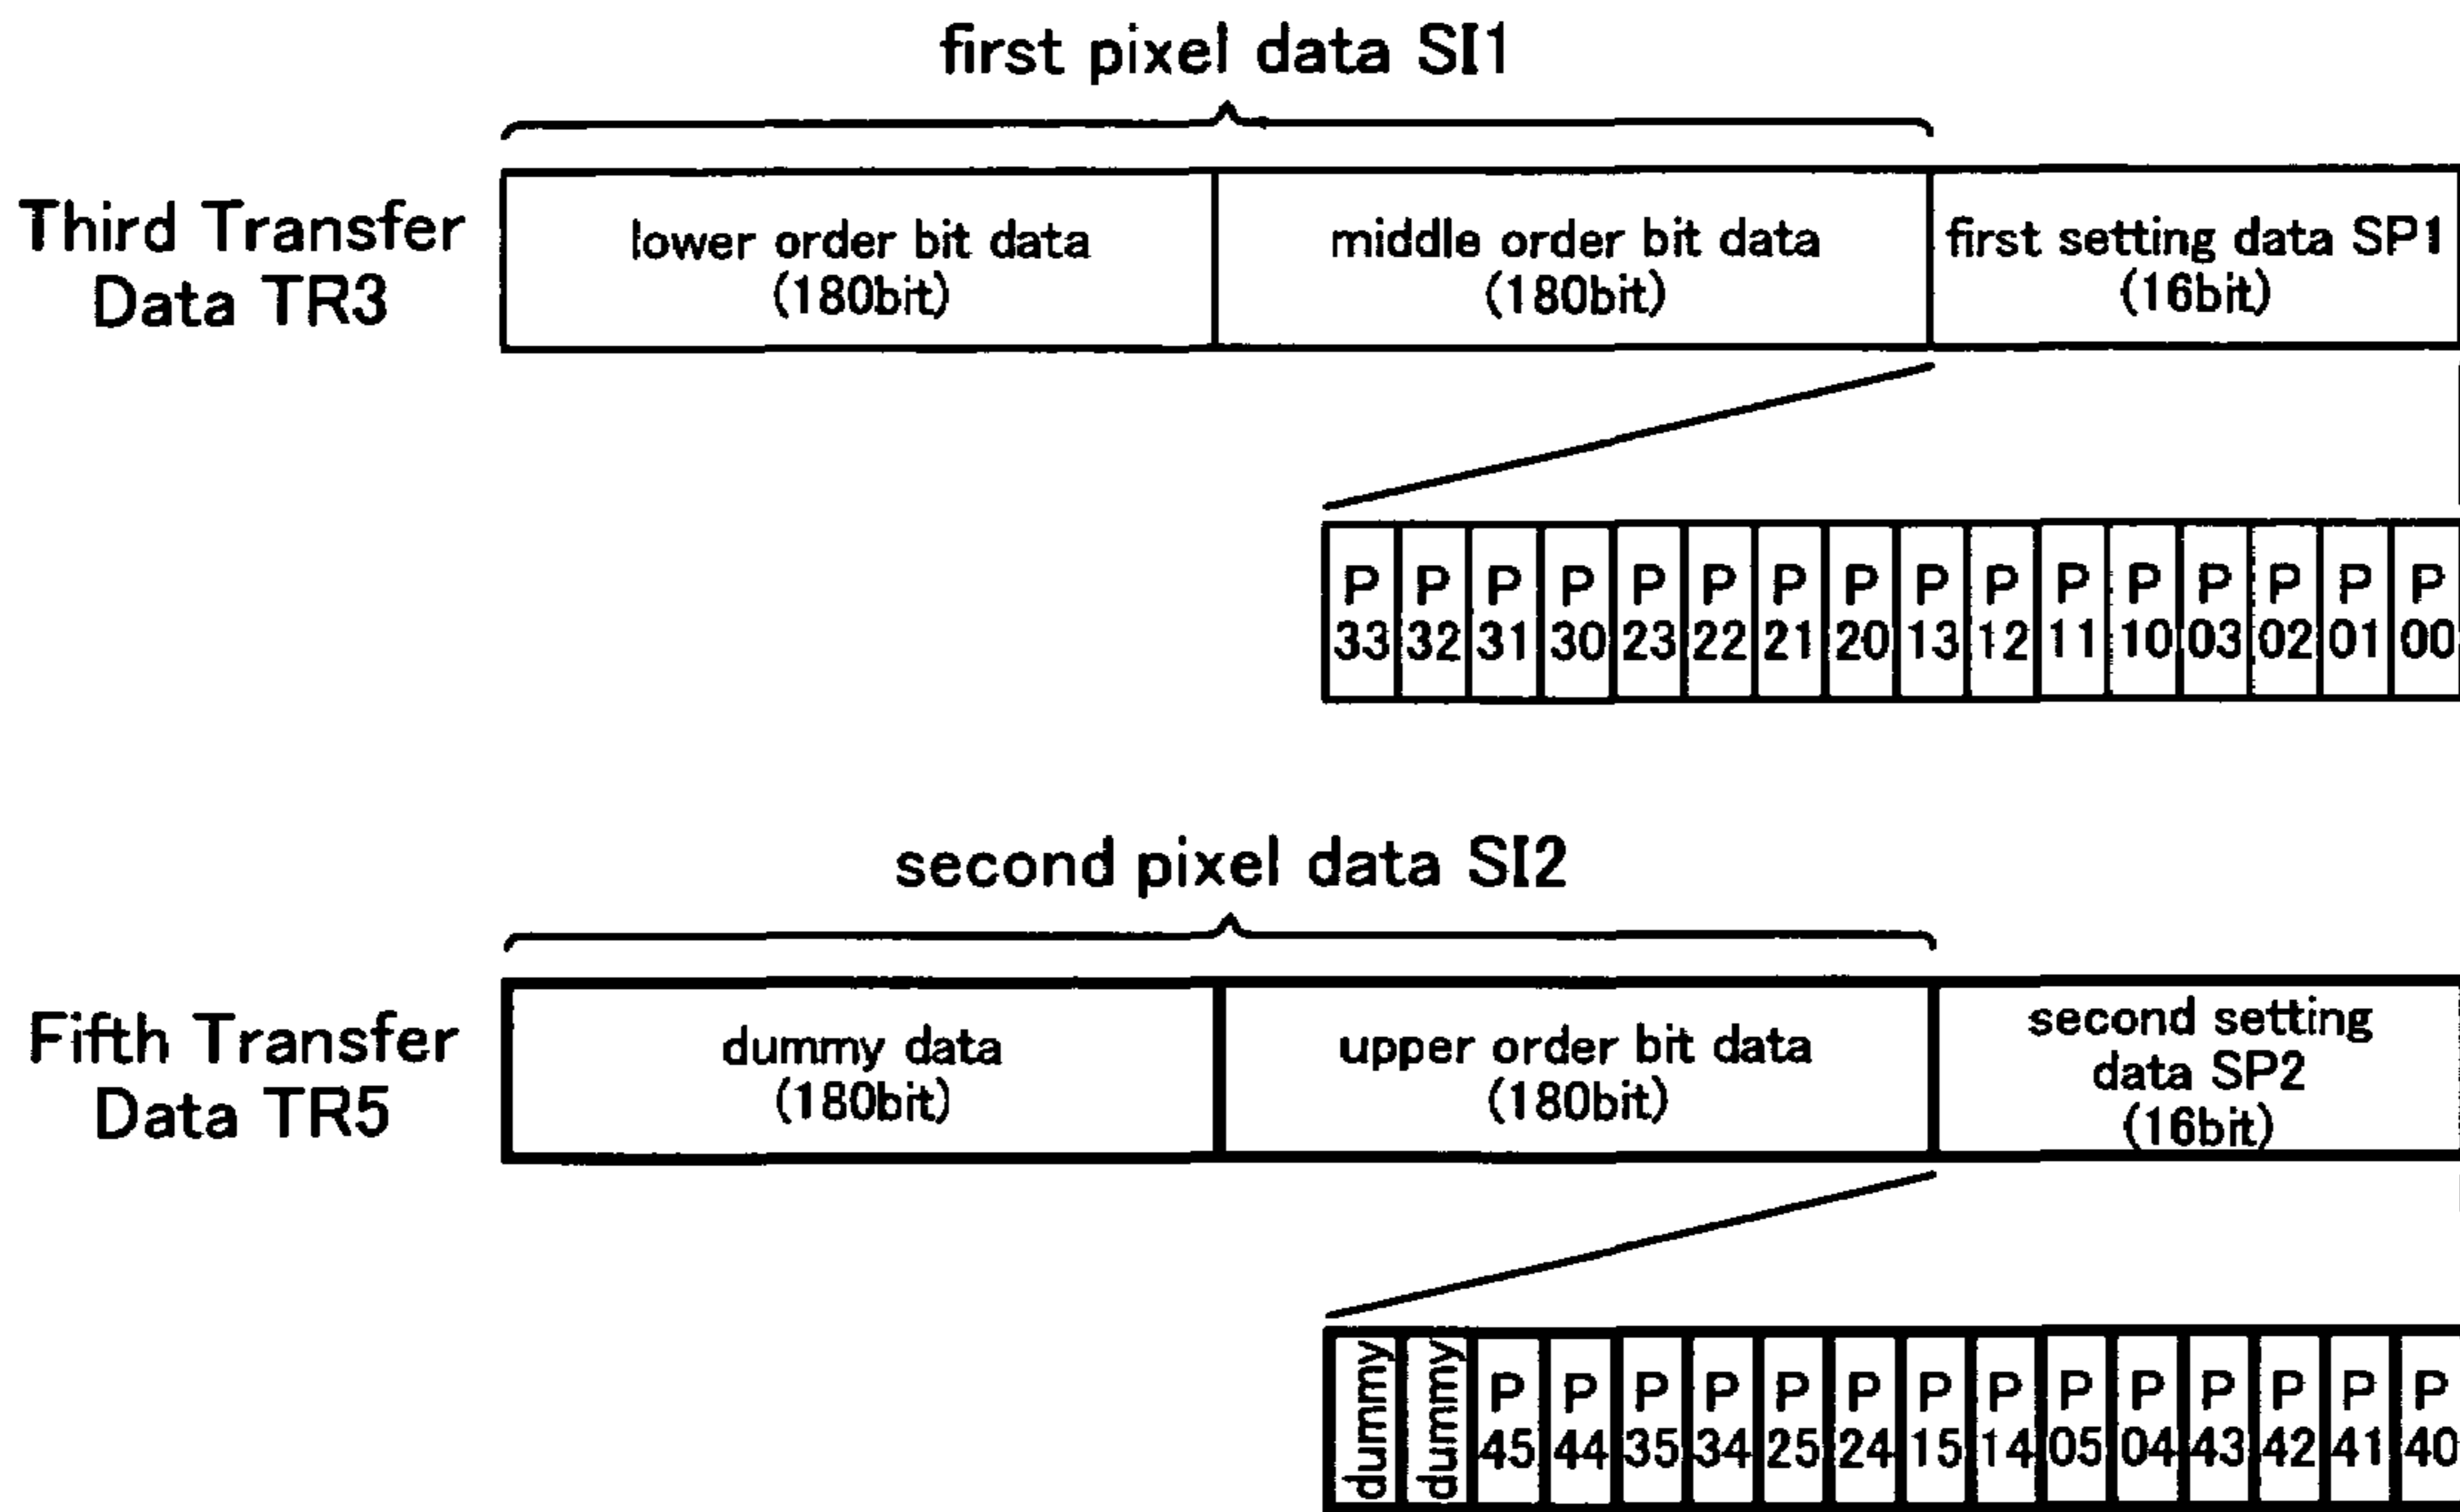 first pixel data SI1
Third Transfer
Data TR3
lower order bit data
(180bit)
middle order bit data
(180bit)
first setting data SP1
(16bit)
P P P P P P P P P P P P P P P P
33 32 31 30 23 22 21 20 13 12 11 10 03 02 01 00
second pixel data SI2
Fifth Transfer
Data TR5
dummy data
(180bit)
upper order bit data
(180bit)
second setting
data SP2
(16bit)
dummy
dummy
P P P P P P P P P P P P P P
45 44 35 34 25 24 15 14 05 04 43 42 41 40